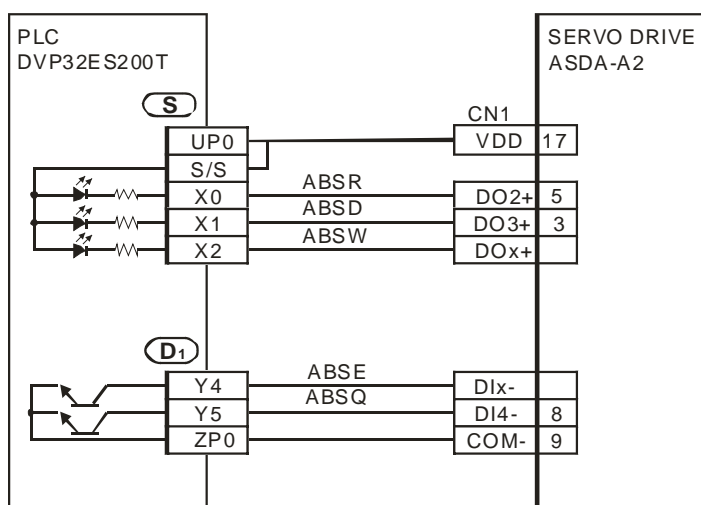 PLC
DVP32ES200T
SERVO DRIVE
ASDA-A2
S
CN1
UP0
VDD 17
S/S
X0 ABSR DO2+ 5
X1 ABSD DO3+ 3
X2 ABSW DOx+
D1
Y4 ABSE DIx-
Y5 ABSQ DI4- 8
ZP0 COM- 9